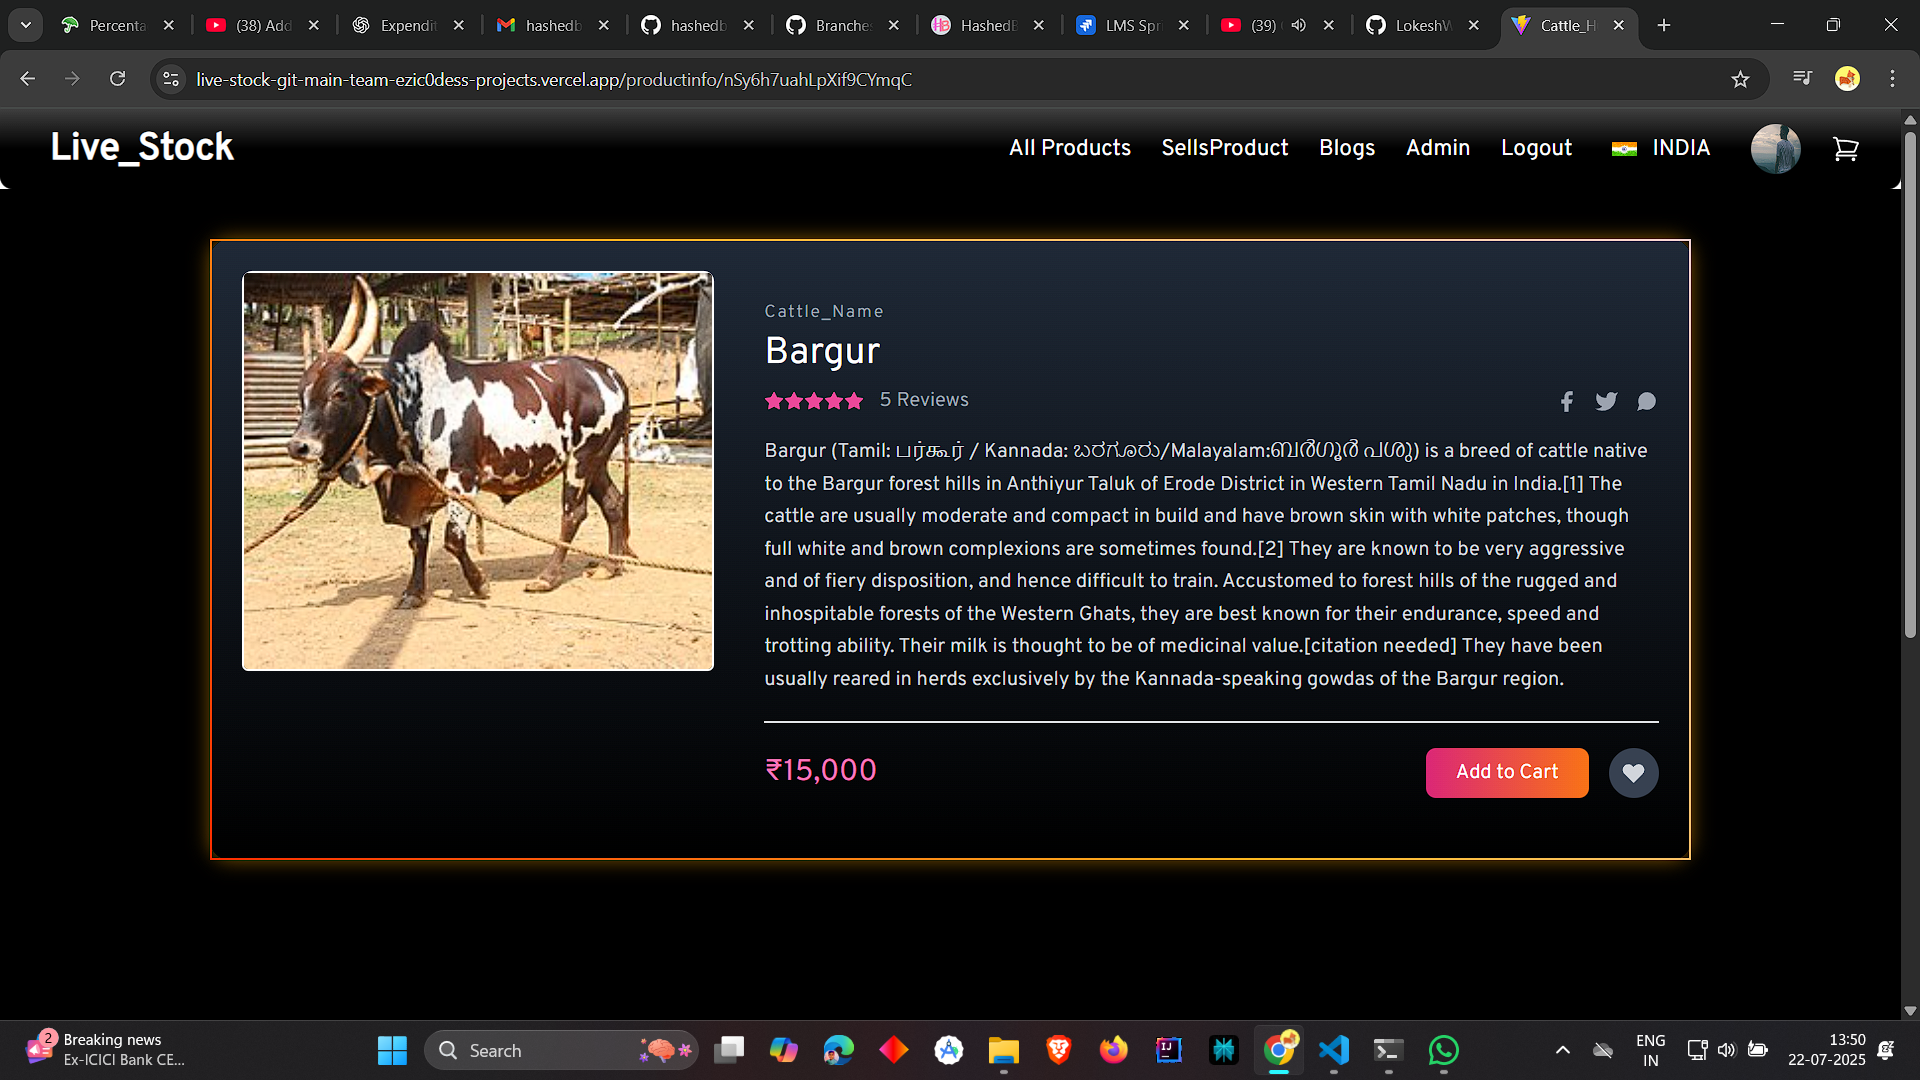 Percenta
(38) Add
Expendit
hashedb
hashedb
Branche
HashedB
LMS Spr
(39)
LokeshW
Cattle_H
live-stock-git-main-team-ezic0dess-projects.vercel.app/productinfo/nSy6h7uahLpXif9CYmqC
Live_Stock
All Products
SellsProduct
Blogs
Admin
Logout
INDIA
Cattle_Name
Bargur
5 Reviews
Bargur (Tamil: பர்கூர் / Kannada: ಬರಗೂರು/Malayalam:ബർഗൂർ പശു) is a breed of cattle native
to the Bargur forest hills in Anthiyur Taluk of Erode District in Western Tamil Nadu in India.[1] The
cattle are usually moderate and compact in build and have brown skin with white patches, though
full white and brown complexions are sometimes found.[2] They are known to be very aggressive
and of fiery disposition, and hence difficult to train. Accustomed to forest hills of the rugged and
inhospitable forests of the Western Ghats, they are best known for their endurance, speed and
trotting ability. Their milk is thought to be of medicinal value.[citation needed] They have been
usually reared in herds exclusively by the Kannada-speaking gowdas of the Bargur region.
₹15,000
Add to Cart
2
Breaking news
Ex-ICICI Bank CE...
Search
ENG
IN
13:50
22-07-2025